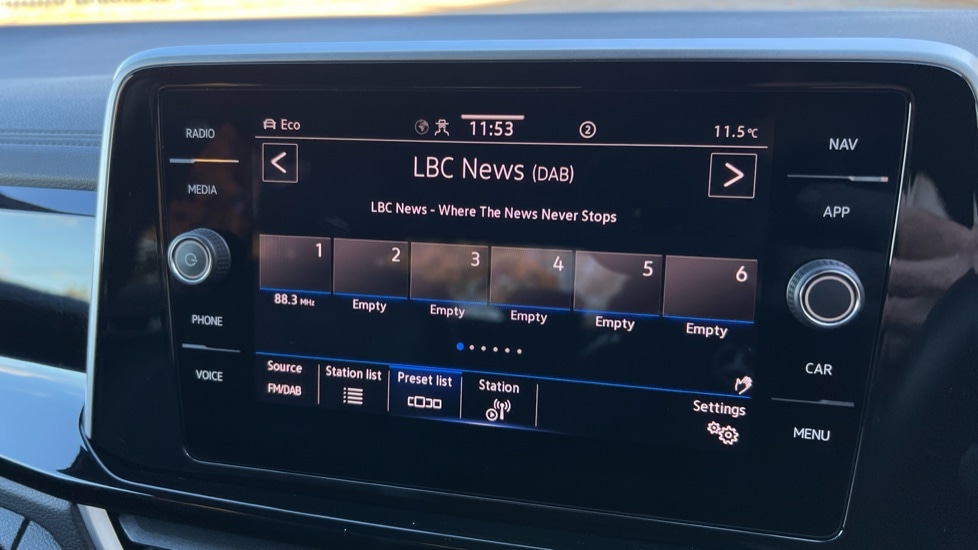 RADIO
MEDIA
PHONE
VOICE
Eco 11:53 2 11.5°C
< LBC News (DAB) >
LBC News - Where The News Never Stops
1 2 3 4 5 6
88.3 MHz Empty Empty Empty Empty Empty
Source Station list Preset list Station Settings
FM/DAB
NAV
APP
CAR
MENU